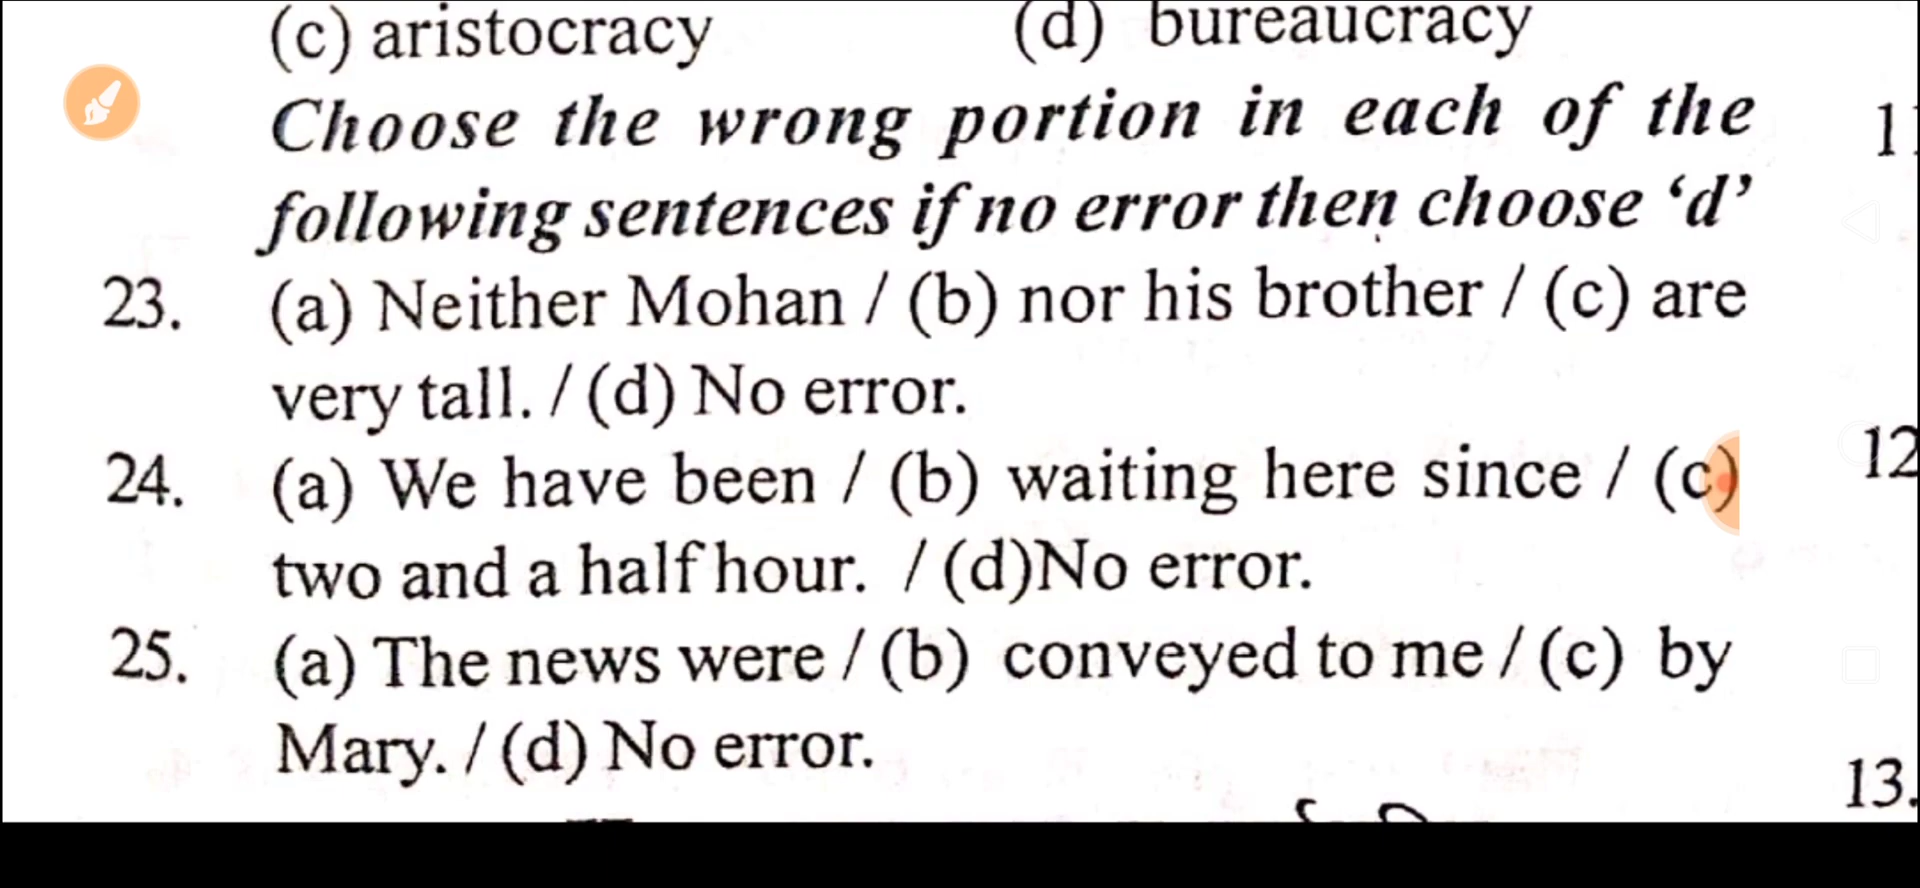 (c) aristocracy (d) bureaucracy
Choose the wrong portion in each of the
following sentences if no error then choose ‘d’
23. (a) Neither Mohan / (b) nor his brother / (c) are
very tall. / (d) No error.
24. (a) We have been / (b) waiting here since / (c)
two and a half hour. / (d)No error.
25. (a) The news were / (b) conveyed to me / (c) by
Mary. / (d) No error.
12
13.